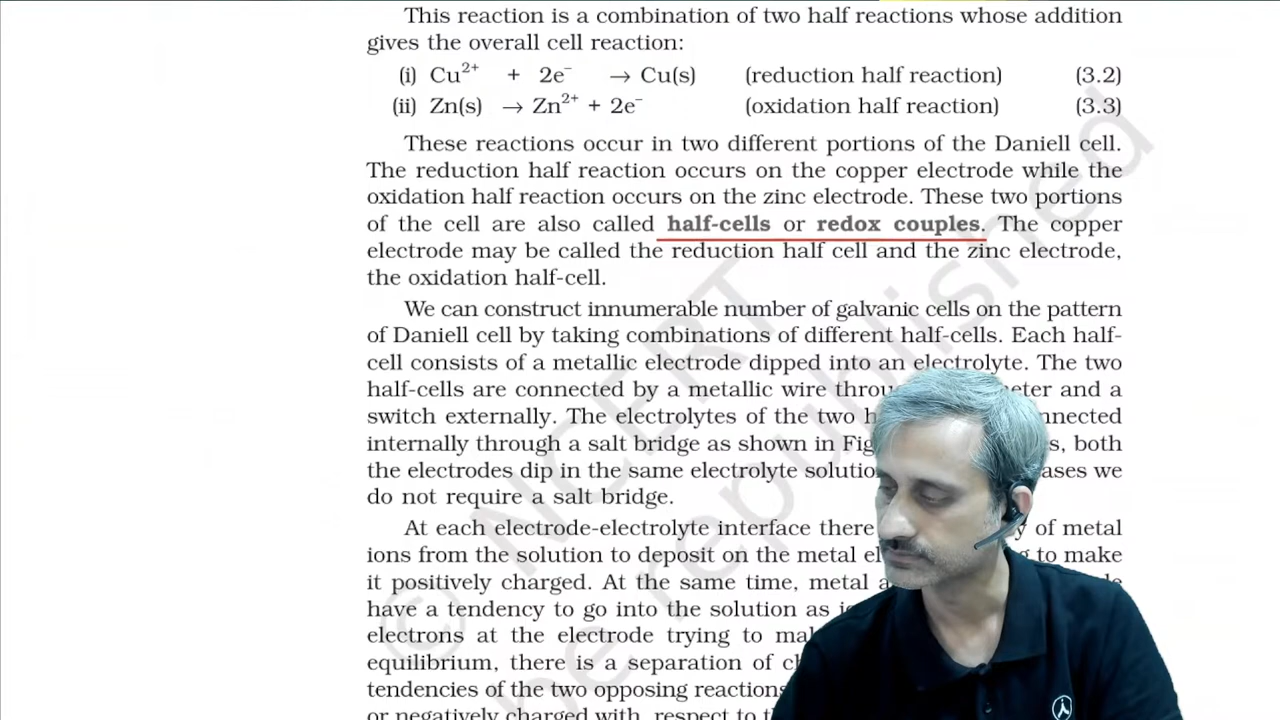 This reaction is a combination of two half reactions whose addition
gives the overall cell reaction:
(i) Cu²⁺ + 2e⁻ → Cu(s) (reduction half reaction) (3.2)
(ii) Zn(s) → Zn²⁺ + 2e⁻ (oxidation half reaction) (3.3)
These reactions occur in two different portions of the Daniell cell.
The reduction half reaction occurs on the copper electrode while the
oxidation half reaction occurs on the zinc electrode. These two portions
of the cell are also called half-cells or redox couples. The copper
electrode may be called the reduction half cell and the zinc electrode,
the oxidation half-cell.
We can construct innumerable number of galvanic cells on the pattern
of Daniell cell by taking combinations of different half-cells. Each half-
cell consists of a metallic electrode dipped into an electrolyte. The two
half-cells are connected by a metallic wire and a
switch externally. The electrolytes of the two
internally through a salt bridge as shown in both
the electrodes dip in the same electrolyte we
do not require a salt bridge.
At each electrode-electrolyte interface there of metal
ions from the solution to deposit on the metal to make
it positively charged. At the same time, metal
have a tendency to go into the solution as
electrons at the electrode trying to
equilibrium, there is a separation of
tendencies of the two opposing reactions
or negatively charged with respect to
© NCERT
be republished